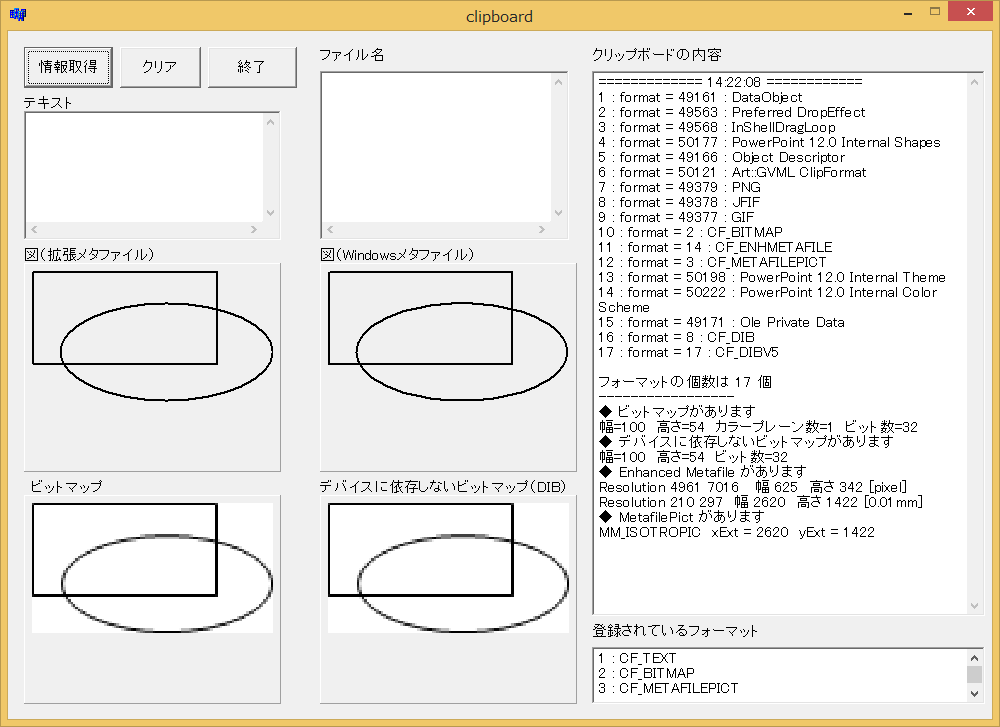 clipboard
情報取得
クリア
終了
テキスト
ファイル名
図(拡張メタファイル)
図(Windowsメタファイル)
ビットマップ
デバイスに依存しないビットマップ(DIB)
クリップボードの内容
============= 14:22:08 ============
1 : format = 49161 : DataObject
2 : format = 49563 : Preferred DropEffect
3 : format = 49568 : InShellDragLoop
4 : format = 50177 : PowerPoint 12.0 Internal Shapes
5 : format = 49166 : Object Descriptor
6 : format = 50121 : Art::GVML ClipFormat
7 : format = 49379 : PNG
8 : format = 49378 : JFIF
9 : format = 49377 : GIF
10 : format = 2 : CF_BITMAP
11 : format = 14 : CF_ENHMETAFILE
12 : format = 3 : CF_METAFILEPICT
13 : format = 50198 : PowerPoint 12.0 Internal Theme
14 : format = 50222 : PowerPoint 12.0 Internal Color
Scheme
15 : format = 49171 : Ole Private Data
16 : format = 8 : CF_DIB
17 : format = 17 : CF_DIBV5
フォーマットの個数は 17 個
-----------------
◆ ビットマップがあります
幅=100 高さ=54 カラープレーン数=1 ビット数=32
◆ デバイスに依存しないビットマップがあります
幅=100 高さ=54 ビット数=32
◆ Enhanced Metafile があります
Resolution 4961 7016 幅 625 高さ 342 [pixel]
Resolution 210 297 幅 2620 高さ 1422 [0.01mm]
◆ MetafilePict があります
MM_ISOTROPIC xExt = 2620 yExt = 1422
登録されているフォーマット
1 : CF_TEXT
2 : CF_BITMAP
3 : CF_METAFILEPICT